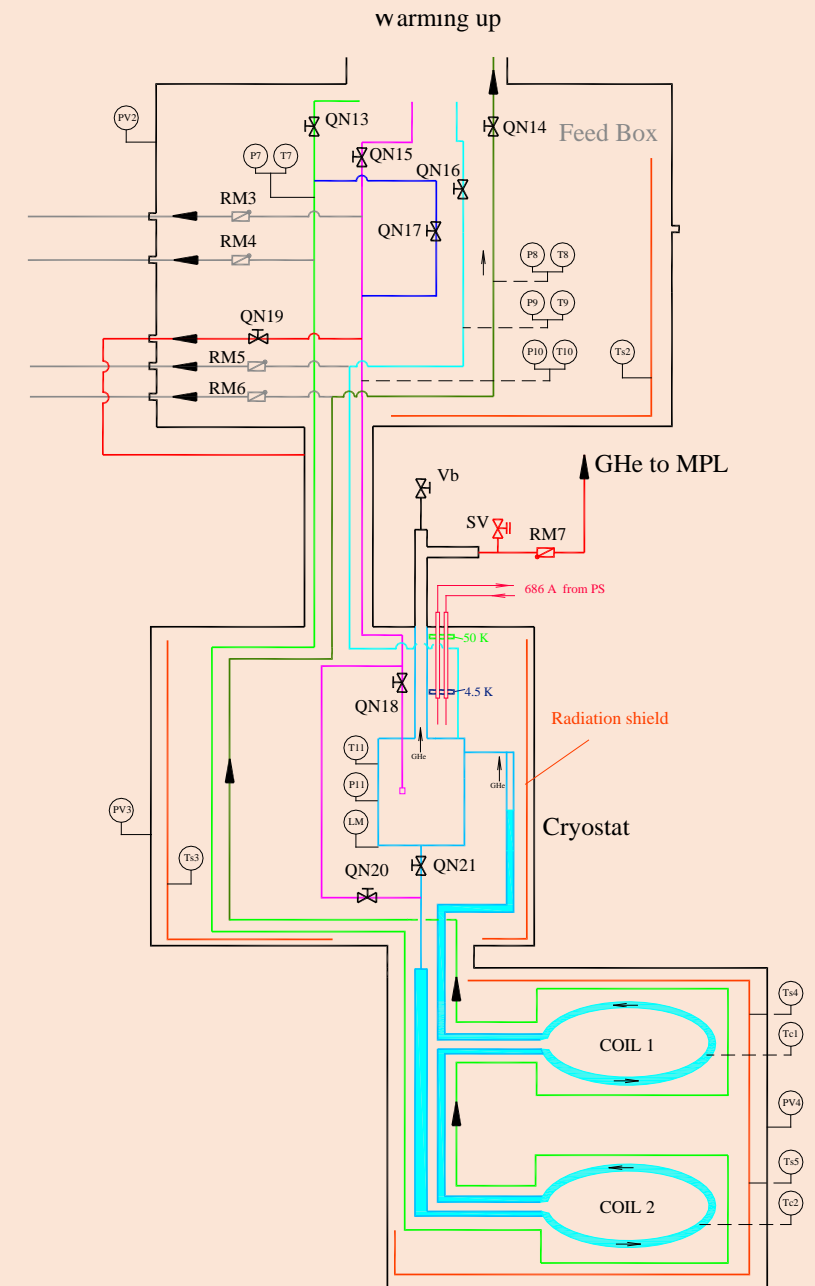 Warming up
PV2
QN13
QN14
Feed Box
P7
T7
QN15
QN16
RM3
QN17
RM4
P8
T8
P9
T9
QN19
P10
T10
Ts2
RM5
RM6
GHe to MPL
Vb
SV
RM7
686 A from PS
50 K
4.5 K
QN18
Radiation shield
T11
GHe
GHe
P11
PV3
LM
Cryostat
Ts3
QN20
QN21
Ts4
Tc1
COIL 1
PV4
Ts5
Tc2
COIL 2